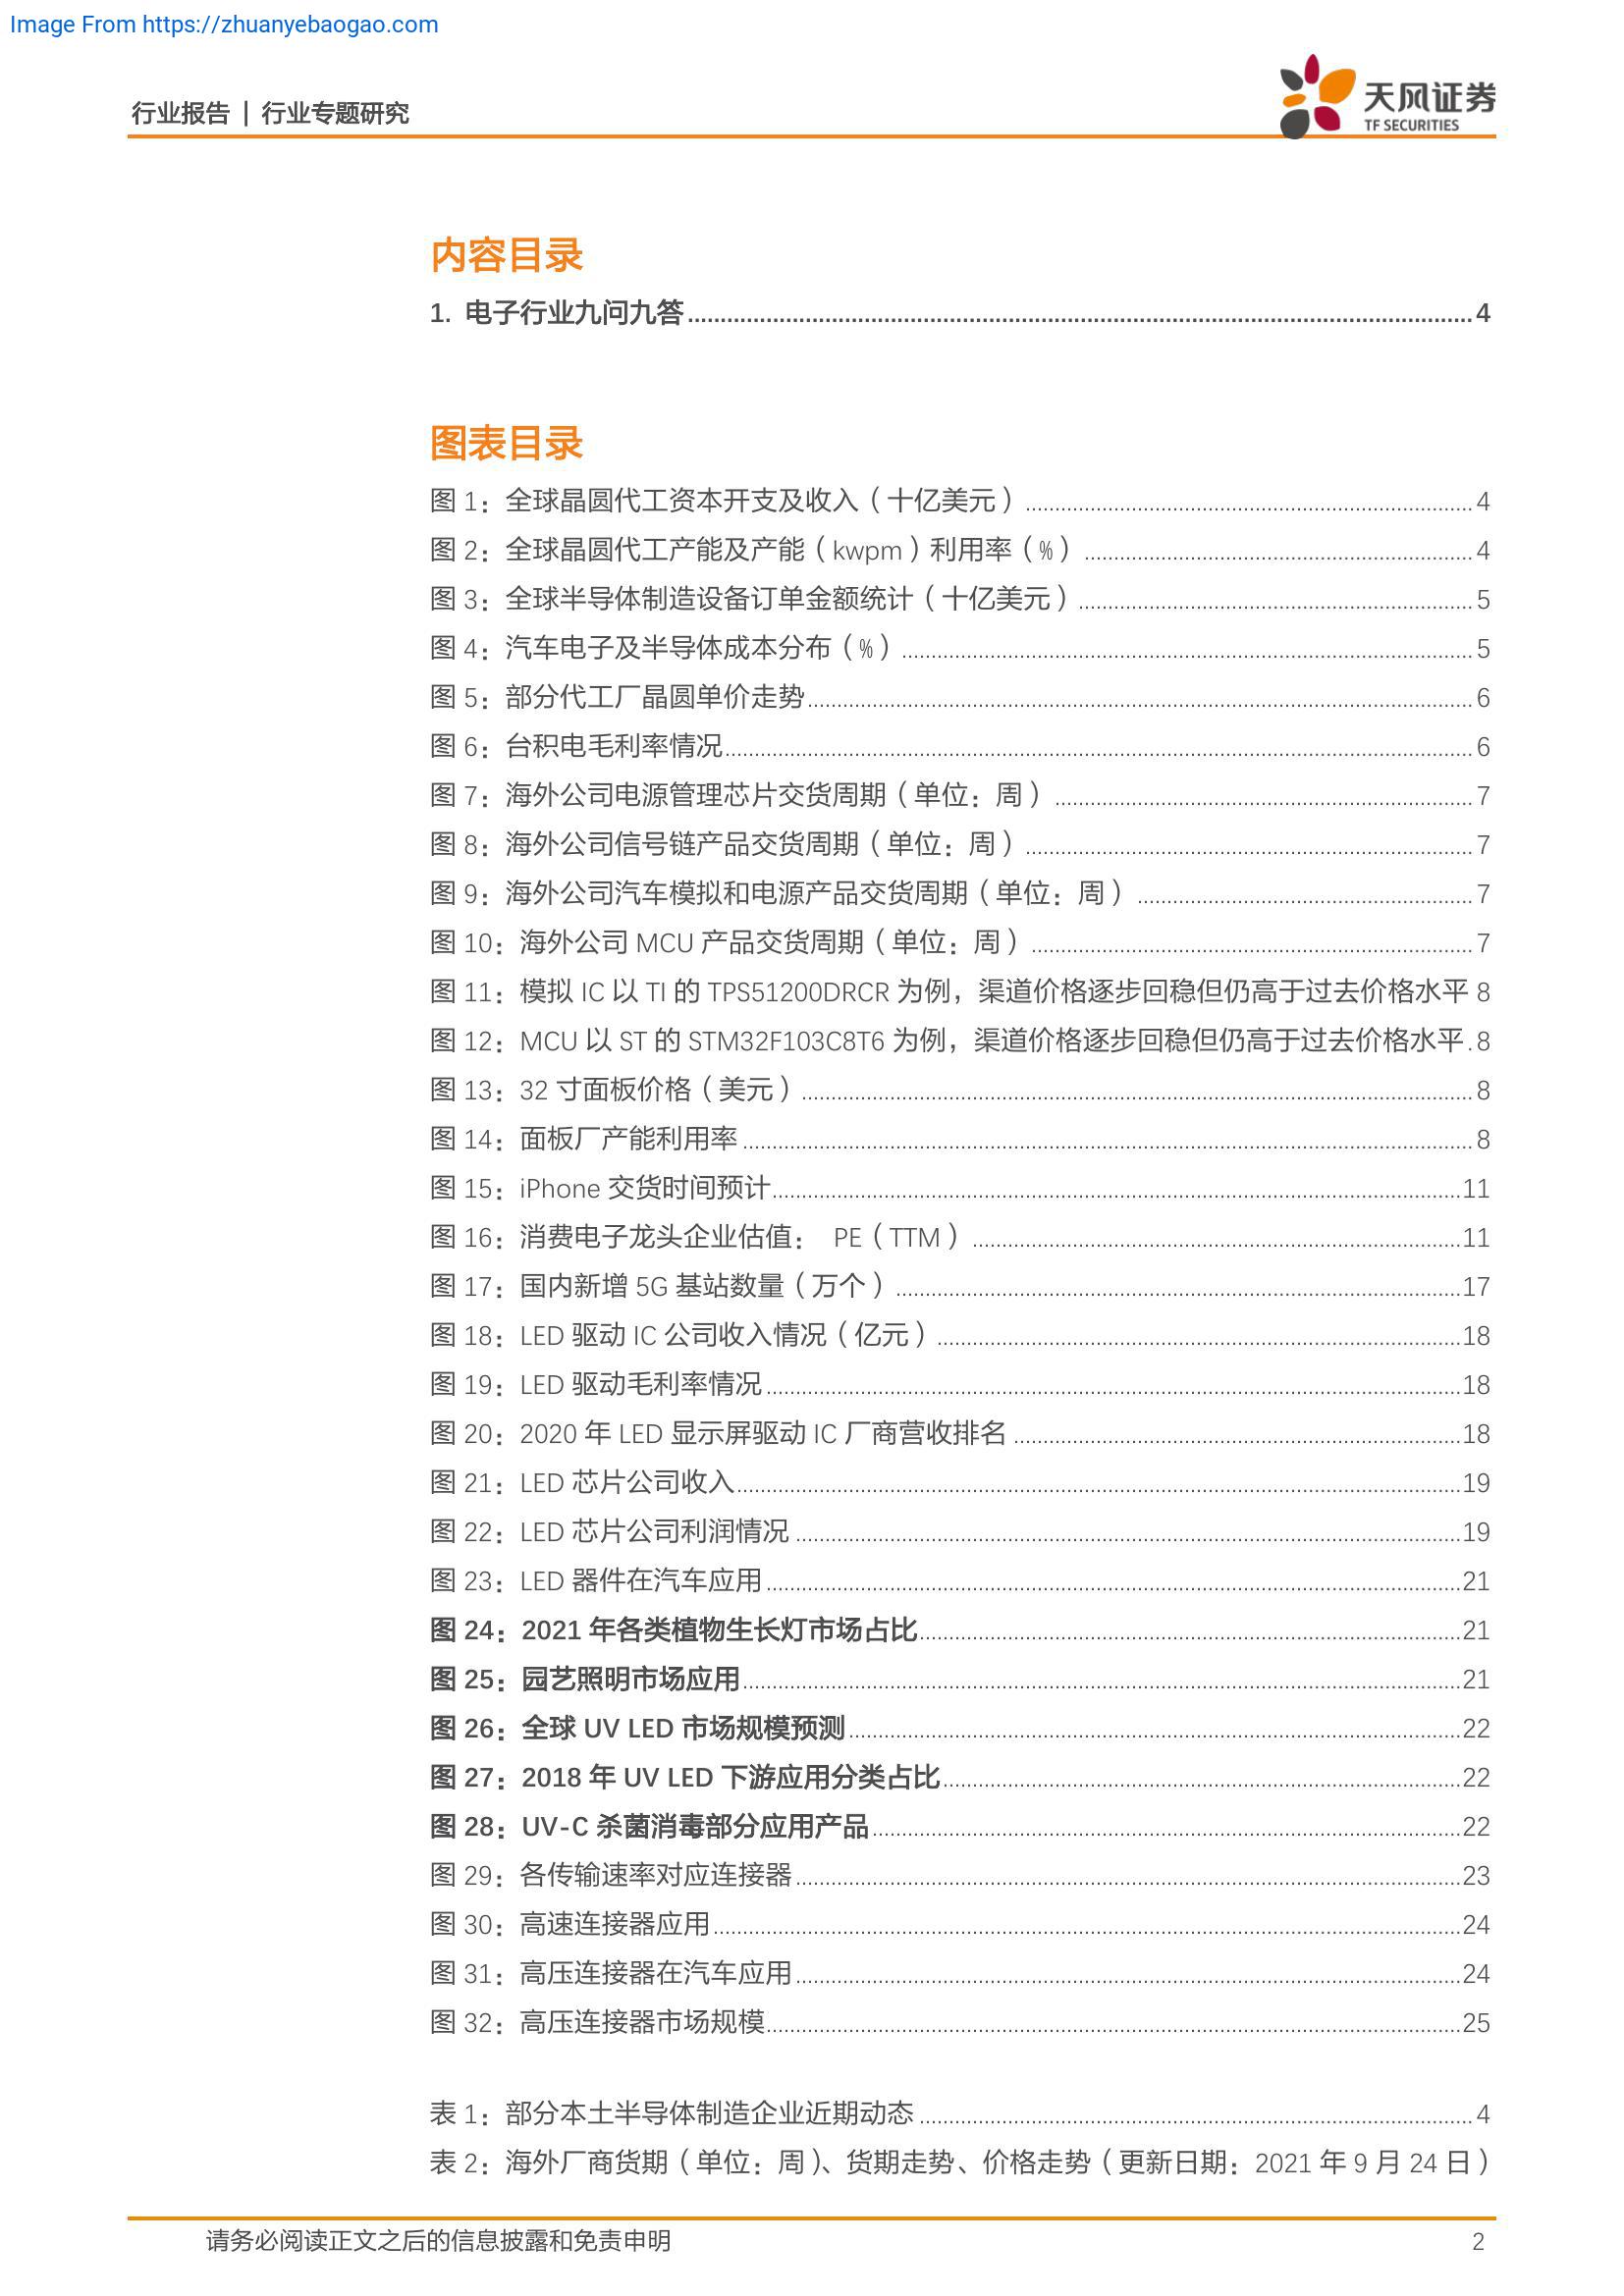 Image From https://zhuanyebaogao.com
行业报告 | 行业专题研究
天风证券
TF SECURITIES
内容目录
1. 电子行业九问九答 4
图表目录
图 1：全球晶圆代工资本开支及收入（十亿美元） 4
图 2：全球晶圆代工产能及产能（kwpm）利用率（%） 4
图 3：全球半导体制造设备订单金额统计（十亿美元） 5
图 4：汽车电子及半导体成本分布（%） 5
图 5：部分代工厂晶圆单价走势 6
图 6：台积电毛利率情况 6
图 7：海外公司电源管理芯片交货周期（单位：周） 7
图 8：海外公司信号链产品交货周期（单位：周） 7
图 9：海外公司汽车模拟和电源产品交货周期（单位：周） 7
图 10：海外公司 MCU 产品交货周期（单位：周） 7
图 11：模拟 IC 以 TI 的 TPS51200DRCR 为例，渠道价格逐步回稳但仍高于过去价格水平 8
图 12：MCU 以 ST 的 STM32F103C8T6 为例，渠道价格逐步回稳但仍高于过去价格水平 . 8
图 13：32 寸面板价格（美元） 8
图 14：面板厂产能利用率 8
图 15：iPhone 交货时间预计 11
图 16：消费电子龙头企业估值： PE（TTM） 11
图 17：国内新增 5G 基站数量（万个） 17
图 18：LED 驱动 IC 公司收入情况（亿元） 18
图 19：LED 驱动毛利率情况 18
图 20：2020 年 LED 显示屏驱动 IC 厂商营收排名 18
图 21：LED 芯片公司收入 19
图 22：LED 芯片公司利润情况 19
图 23：LED 器件在汽车应用 21
图 24：2021 年各类植物生长灯市场占比 21
图 25：园艺照明市场应用 21
图 26：全球 UV LED 市场规模预测 22
图 27：2018 年 UV LED 下游应用分类占比 22
图 28：UV-C 杀菌消毒部分应用产品 22
图 29：各传输速率对应连接器 23
图 30：高速连接器应用 24
图 31：高压连接器在汽车应用 24
图 32：高压连接器市场规模 25
表 1：部分本土半导体制造企业近期动态 4
表 2：海外厂商货期（单位：周）、货期走势、价格走势（更新日期：2021 年 9 月 24 日）
请务必阅读正文之后的信息披露和免责申明 2